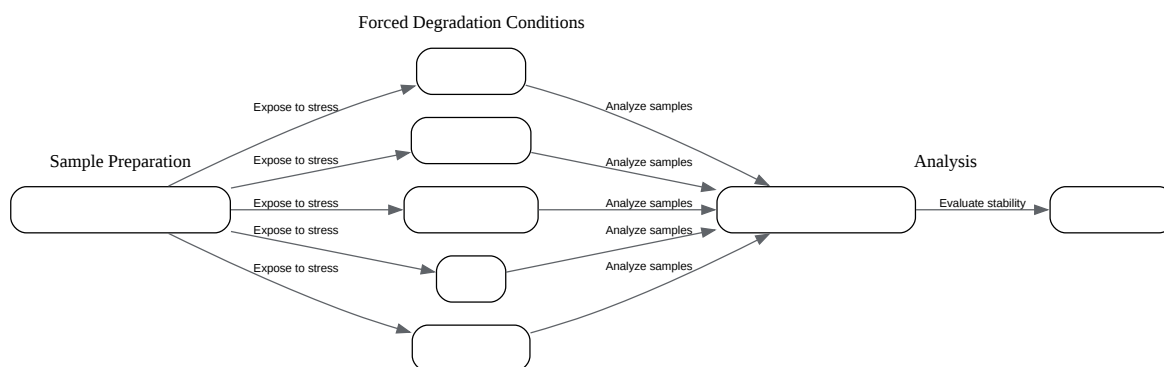 Forced Degradation Conditions
Expose to stress
Analyze samples
Sample Preparation
Analysis
Expose to stress
Analyze samples
Expose to stress
Analyze samples
Evaluate stability
Expose to stress
Analyze samples
Expose to stress
Analyze samples